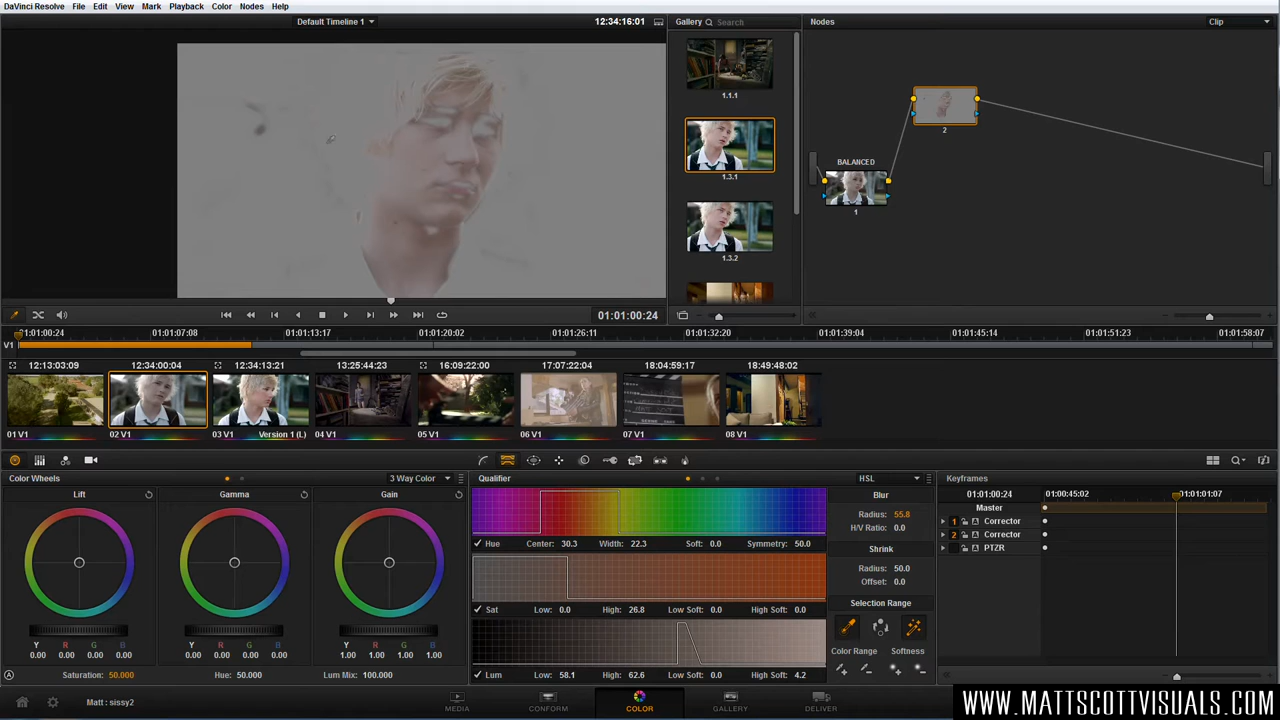 DaVinci Resolve File Edit View Mark Playback Color Nodes Help
Default Timeline 1 12:34:16:01 Gallery Search Nodes Clip
1.1.1
1.3.1
1.3.2
BALANCED
1
2
01:01:00:24
01:01:00:24 01:01:07:08 01:01:13:17 01:01:20:02 01:01:26:11 01:01:32:20 01:01:39:04 01:01:45:14 01:01:51:23 01:01:58:07
V1
12:13:03:09 12:34:00:04 12:34:13:21 13:25:44:23 16:09:22:00 17:07:22:04 18:04:59:17 18:49:48:02
01 V1 02 V1 03 V1 Version 1 (L) 04 V1 05 V1 06 V1 07 V1 08 V1
Color Wheels 3 Way Color
Lift Gamma Gain
Y R G B Y R G B Y R G B
0.00 0.00 0.00 0.00 0.00 0.00 0.00 0.00 1.00 1.00 1.00 1.00
Saturation: 50.000 Hue: 50.000 Lum Mix: 100.000
Qualifier HSL
Hue Center: 30.3 Width: 22.3 Soft: 0.0 Symmetry: 50.0
Sat Low: 0.0 High: 26.8 Low Soft: 0.0 High Soft: 0.0
Lum Low: 58.1 High: 62.6 Low Soft: 0.0 High Soft: 4.2
Blur
Radius: 55.8
H/V Ratio: 0.0
Shrink
Radius: 50.0
Offset: 0.0
Selection Range
Color Range Softness
Keyframes
01:01:00:24 01:00:45:02 01:01:01:07
Master
1 Corrector
2 Corrector
PTZR
Matt : sissy2
MEDIA CONFORM COLOR GALLERY DELIVER
WWW.MATTSCOTTVISUALS.COM